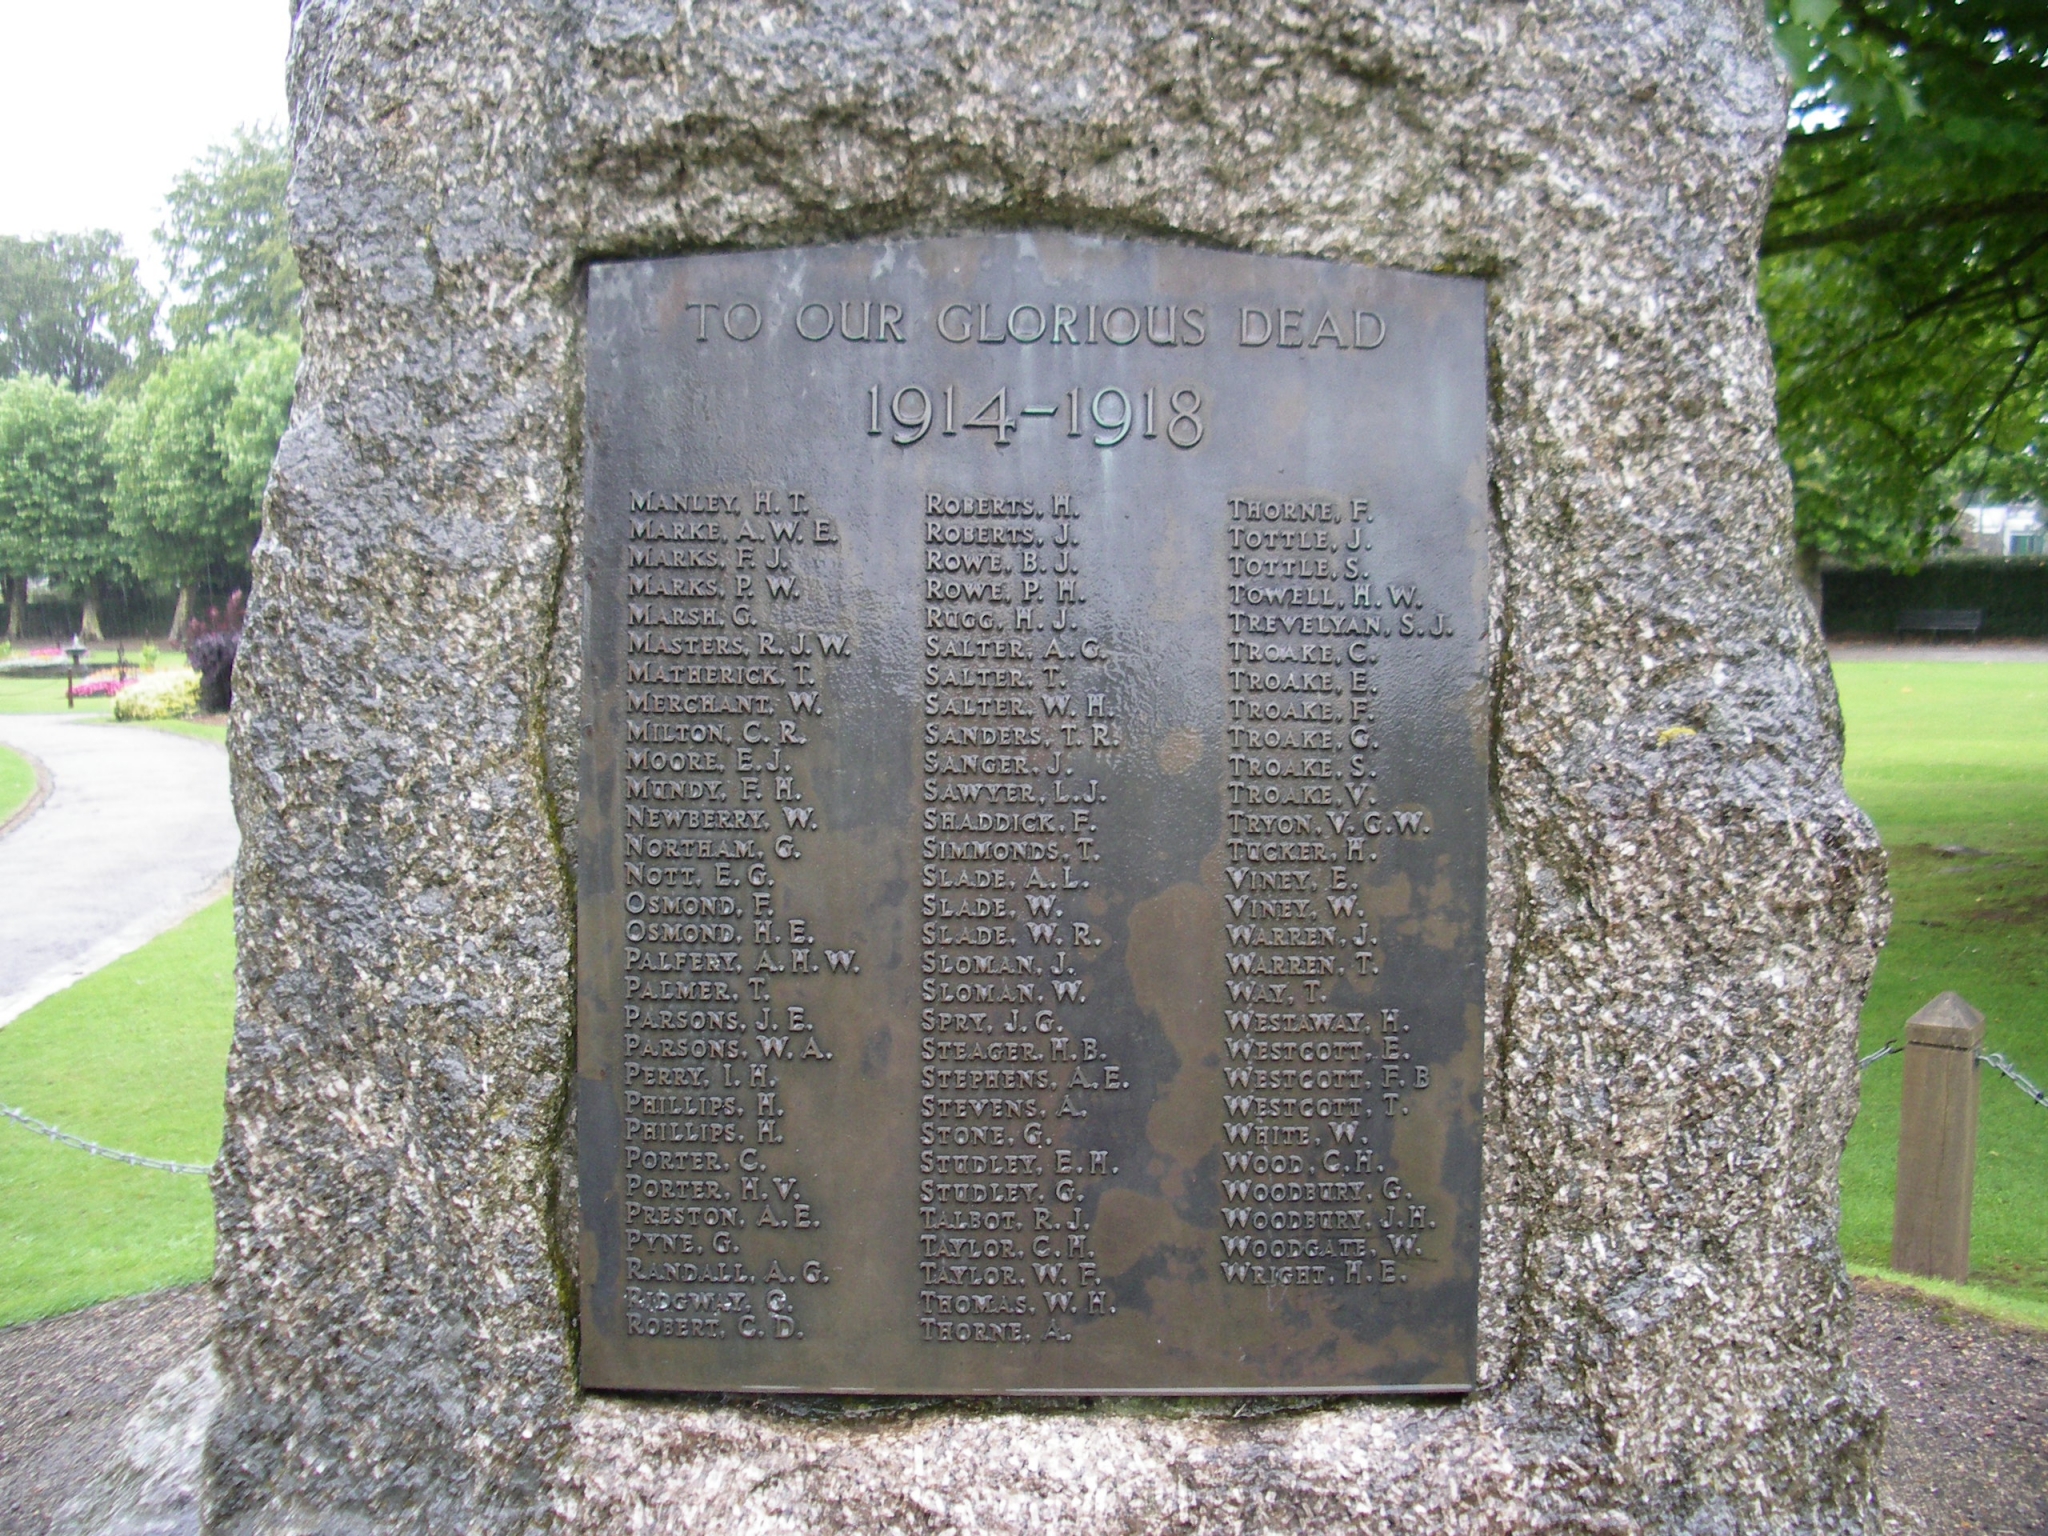 TO OUR GLORIOUS DEAD
1914-1918
MANLEY, H. T.
MARKE, A. W. E.
MARKS, F. J.
MARKS, P. W.
MARSH, G.
MASTERS, R. J. W.
MATHERICK, T.
MERCHANT, W.
MILTON, C. R.
MOORE, E. J.
MUNDY, F. H.
NEWBERRY, W.
NORTHAM, G.
NOTT, E. G.
OSMOND, F.
OSMOND, H. E.
PALFERY, A. H. W.
PALMER, T.
PARSONS, J. E.
PARSONS, W. A.
PERRY, I. H.
PHILLIPS, H.
PHILLIPS, H.
PORTER, C.
PORTER, H. V.
PRESTON, A. E.
PYNE, G.
RANDALL, A. G.
RIDGWAY, G.
ROBERT, C. D.
ROBERTS, H.
ROBERTS, J.
ROWE, B. J.
ROWE, P. H.
RUGG, H. J.
SALTER, A. G.
SALTER, T.
SALTER, W. H.
SANDERS, T. R.
SANGER, J.
SAWYER, L. J.
SHADDICK, F.
SIMMONDS, T.
SLADE, A. L.
SLADE, W.
SLADE, W. R.
SLOMAN, J.
SLOMAN, W.
SPRY, J. G.
STEAGER, H. B.
STEPHENS, A. E.
STEVENS, A.
STONE, G.
STUDLEY, E. H.
STUDLEY, G.
TALBOT, R. J.
TAYLOR, C. H.
TAYLOR, W. F.
THOMAS, W. H.
THORNE, A.
THORNE, F.
TOTTLE, J.
TOTTLE, S.
TOWELL, H. W.
TREVELYAN, S. J.
TROAKE, C.
TROAKE, E.
TROAKE, F.
TROAKE, G.
TROAKE, S.
TROAKE, V.
TRYON, V. G. W.
TUCKER, H.
VINEY, E.
VINEY, W.
WARREN, J.
WARREN, T.
WAY, T.
WESTAWAY, H.
WESTCOTT, E.
WESTCOTT, F. B
WESTCOTT, T.
WHITE, W.
WOOD, C. H.
WOODBURY, G.
WOODBURY, J. H.
WOODGATE, W.
WRIGHT, H. E.